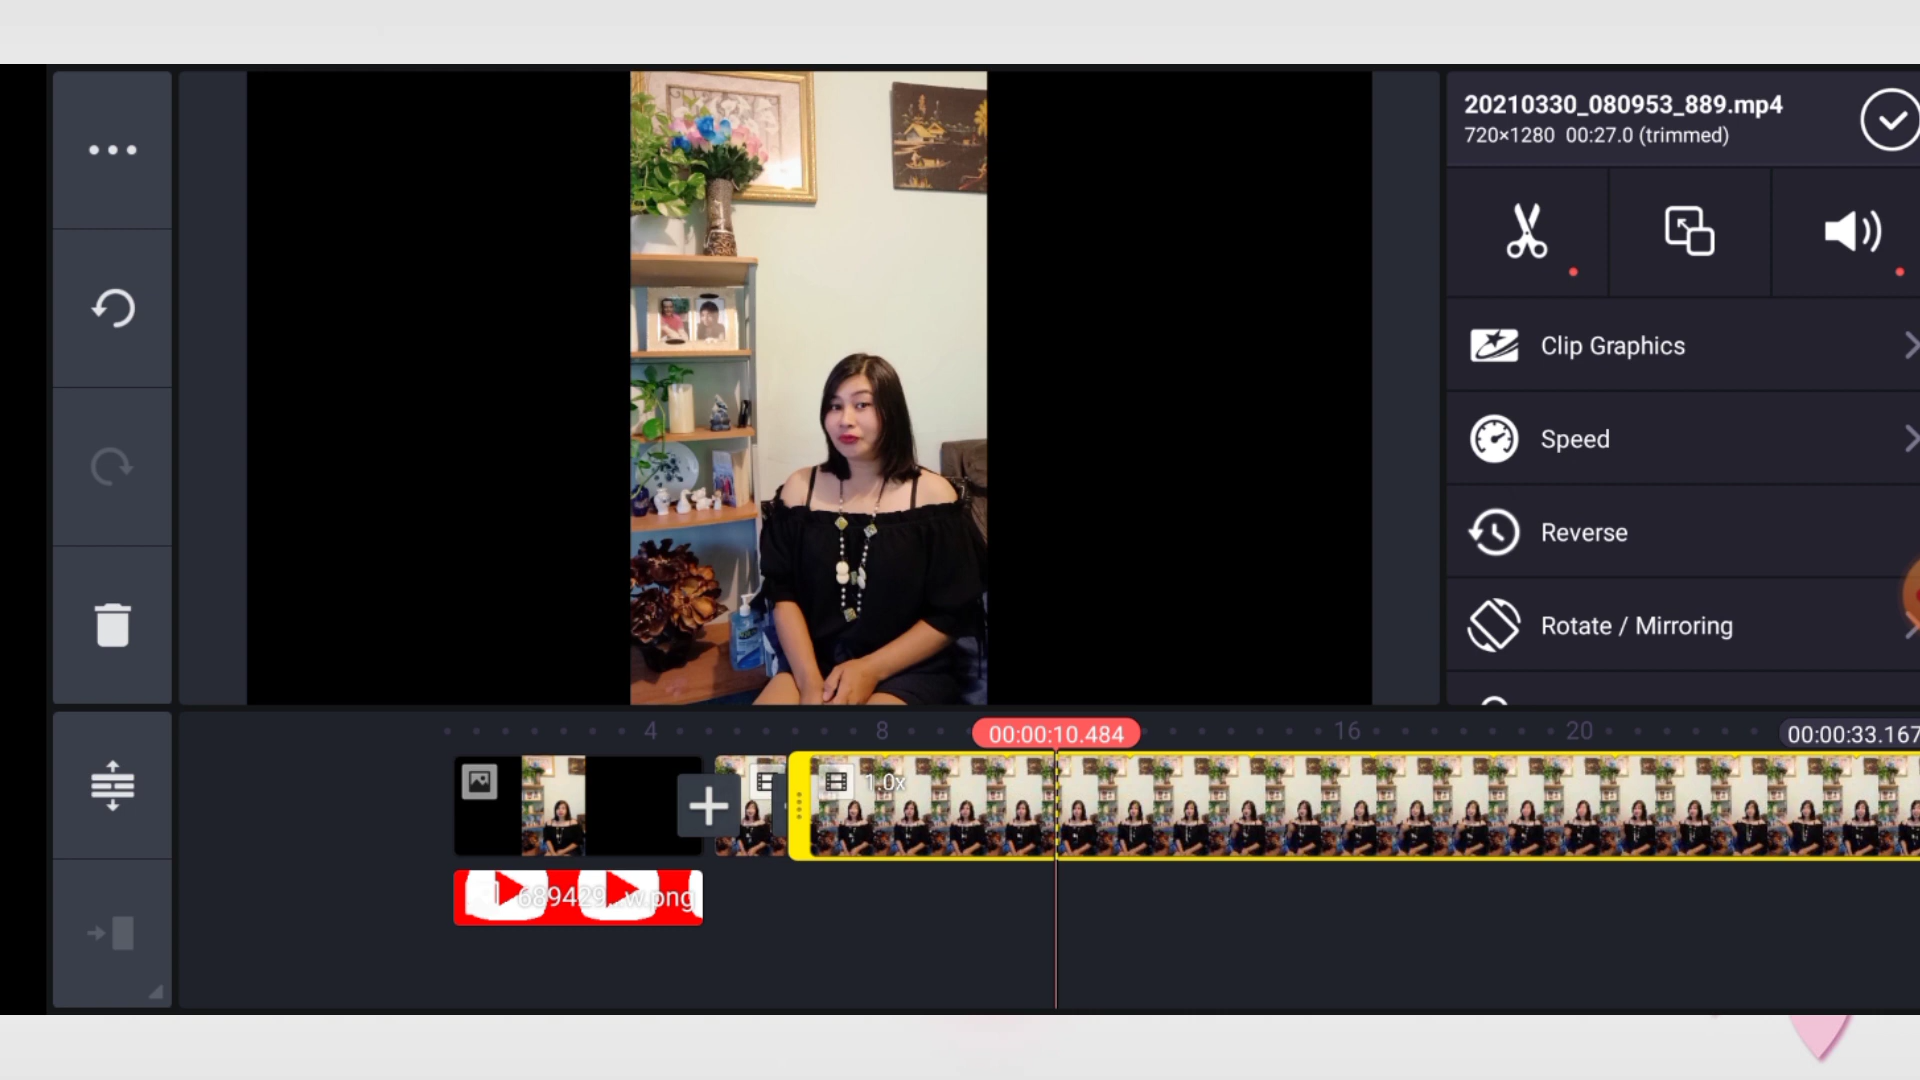 20210330_080953_889.mp4
720×1280 00:27.0 (trimmed)
Clip Graphics
Speed
Reverse
Rotate / Mirroring
4
8
00:00:10.484
16
20
00:00:33.167
1.0x
689429...w.png